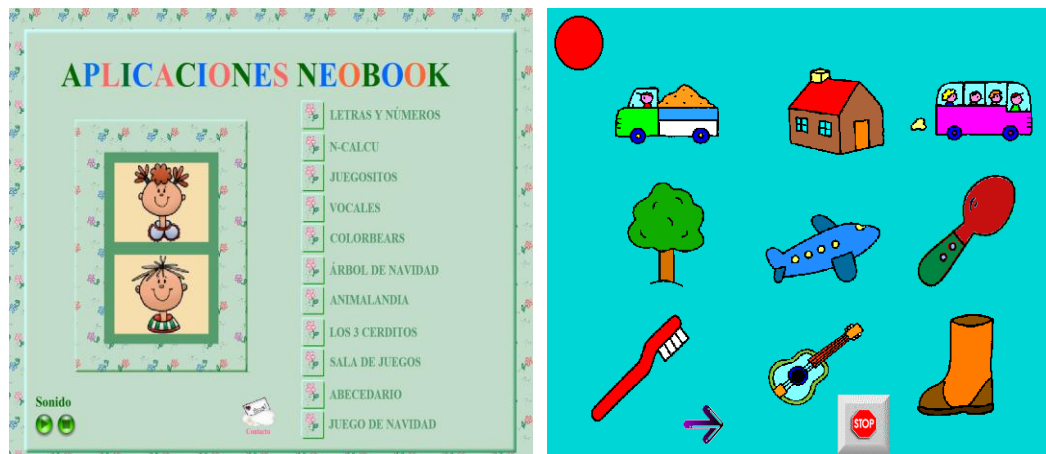 APLICACIONES NEOBOOK
LETRAS Y NÚMEROS
N-CALCU
JUEGOSITOS
VOCALES
COLORBEARS
ÁRBOL DE NAVIDAD
ANIMALANDIA
LOS 3 CERDITOS
SALA DE JUEGOS
ABECEDARIO
JUEGO DE NAVIDAD
Sonido
Contacto
STOP